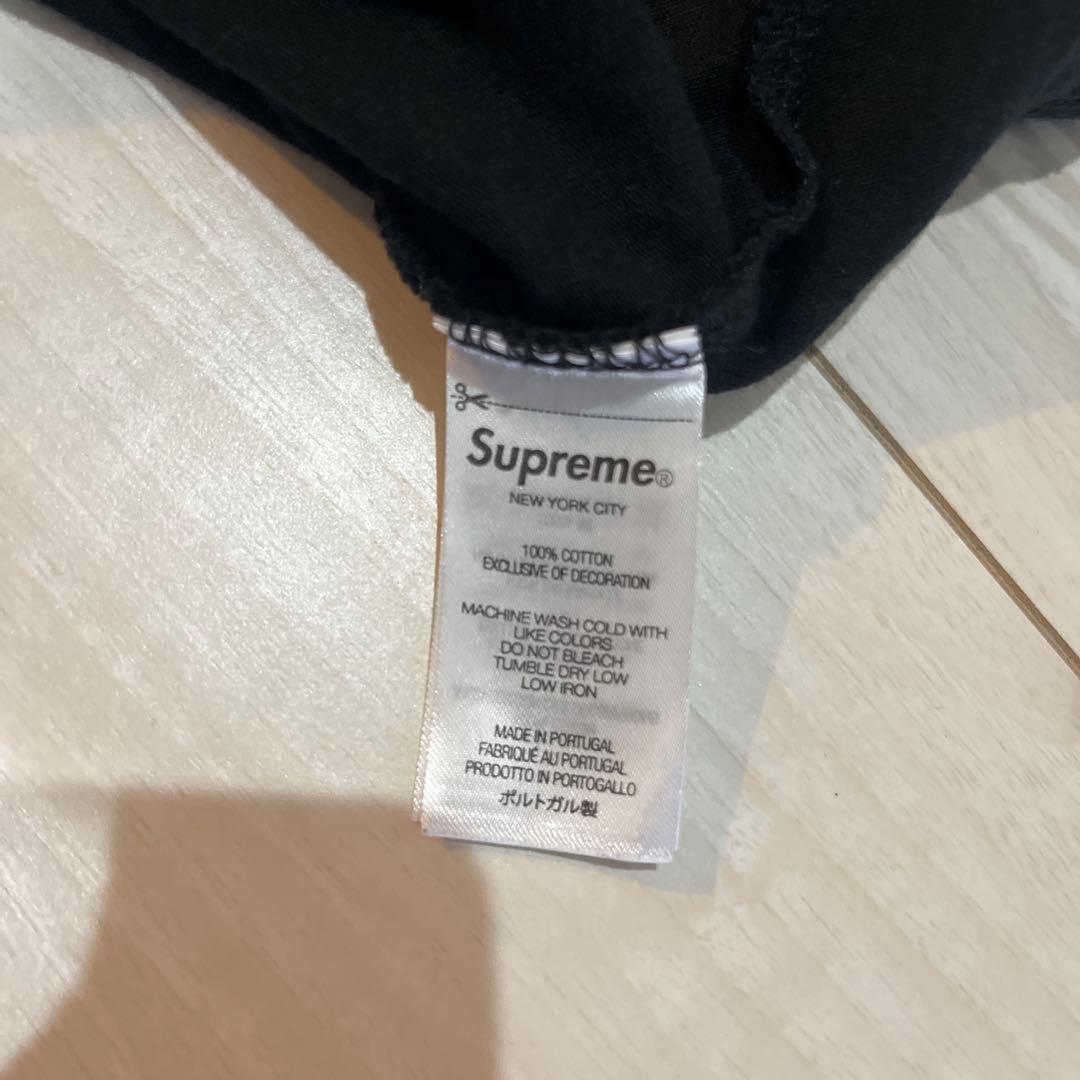 Supreme®
NEW YORK CITY
100% COTTON
EXCLUSIVE OF DECORATION
MACHINE WASH COLD WITH
LIKE COLORS
DO NOT BLEACH
TUMBLE DRY LOW
LOW IRON
MADE IN PORTUGAL
FABRIQUÉ AU PORTUGAL
PRODOTTO IN PORTOGALLO
ポルトガル製